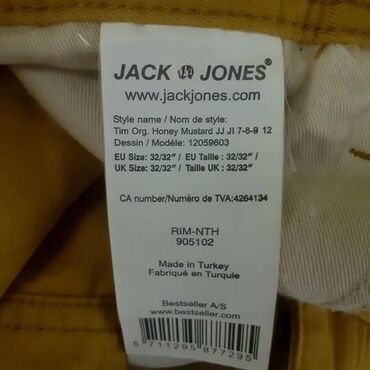 JACK & JONES®
www.jackjones.com
Style name / Nom de style:
Tim Org. Honey Mustard JJ JI 7-8-9 12
Dessin / Modéle: 12059603
EU Size: 32/32" / EU Taille : 32/32" /
UK Size: 32/32" / Taille UK : 32/32" /
CA number/Numèro de TVA:4264134
RIM-NTH
905102
Made in Turkey
Fabriqué en Turquie
Bestseller A/S
www.bestseller.com
5 711295 877295